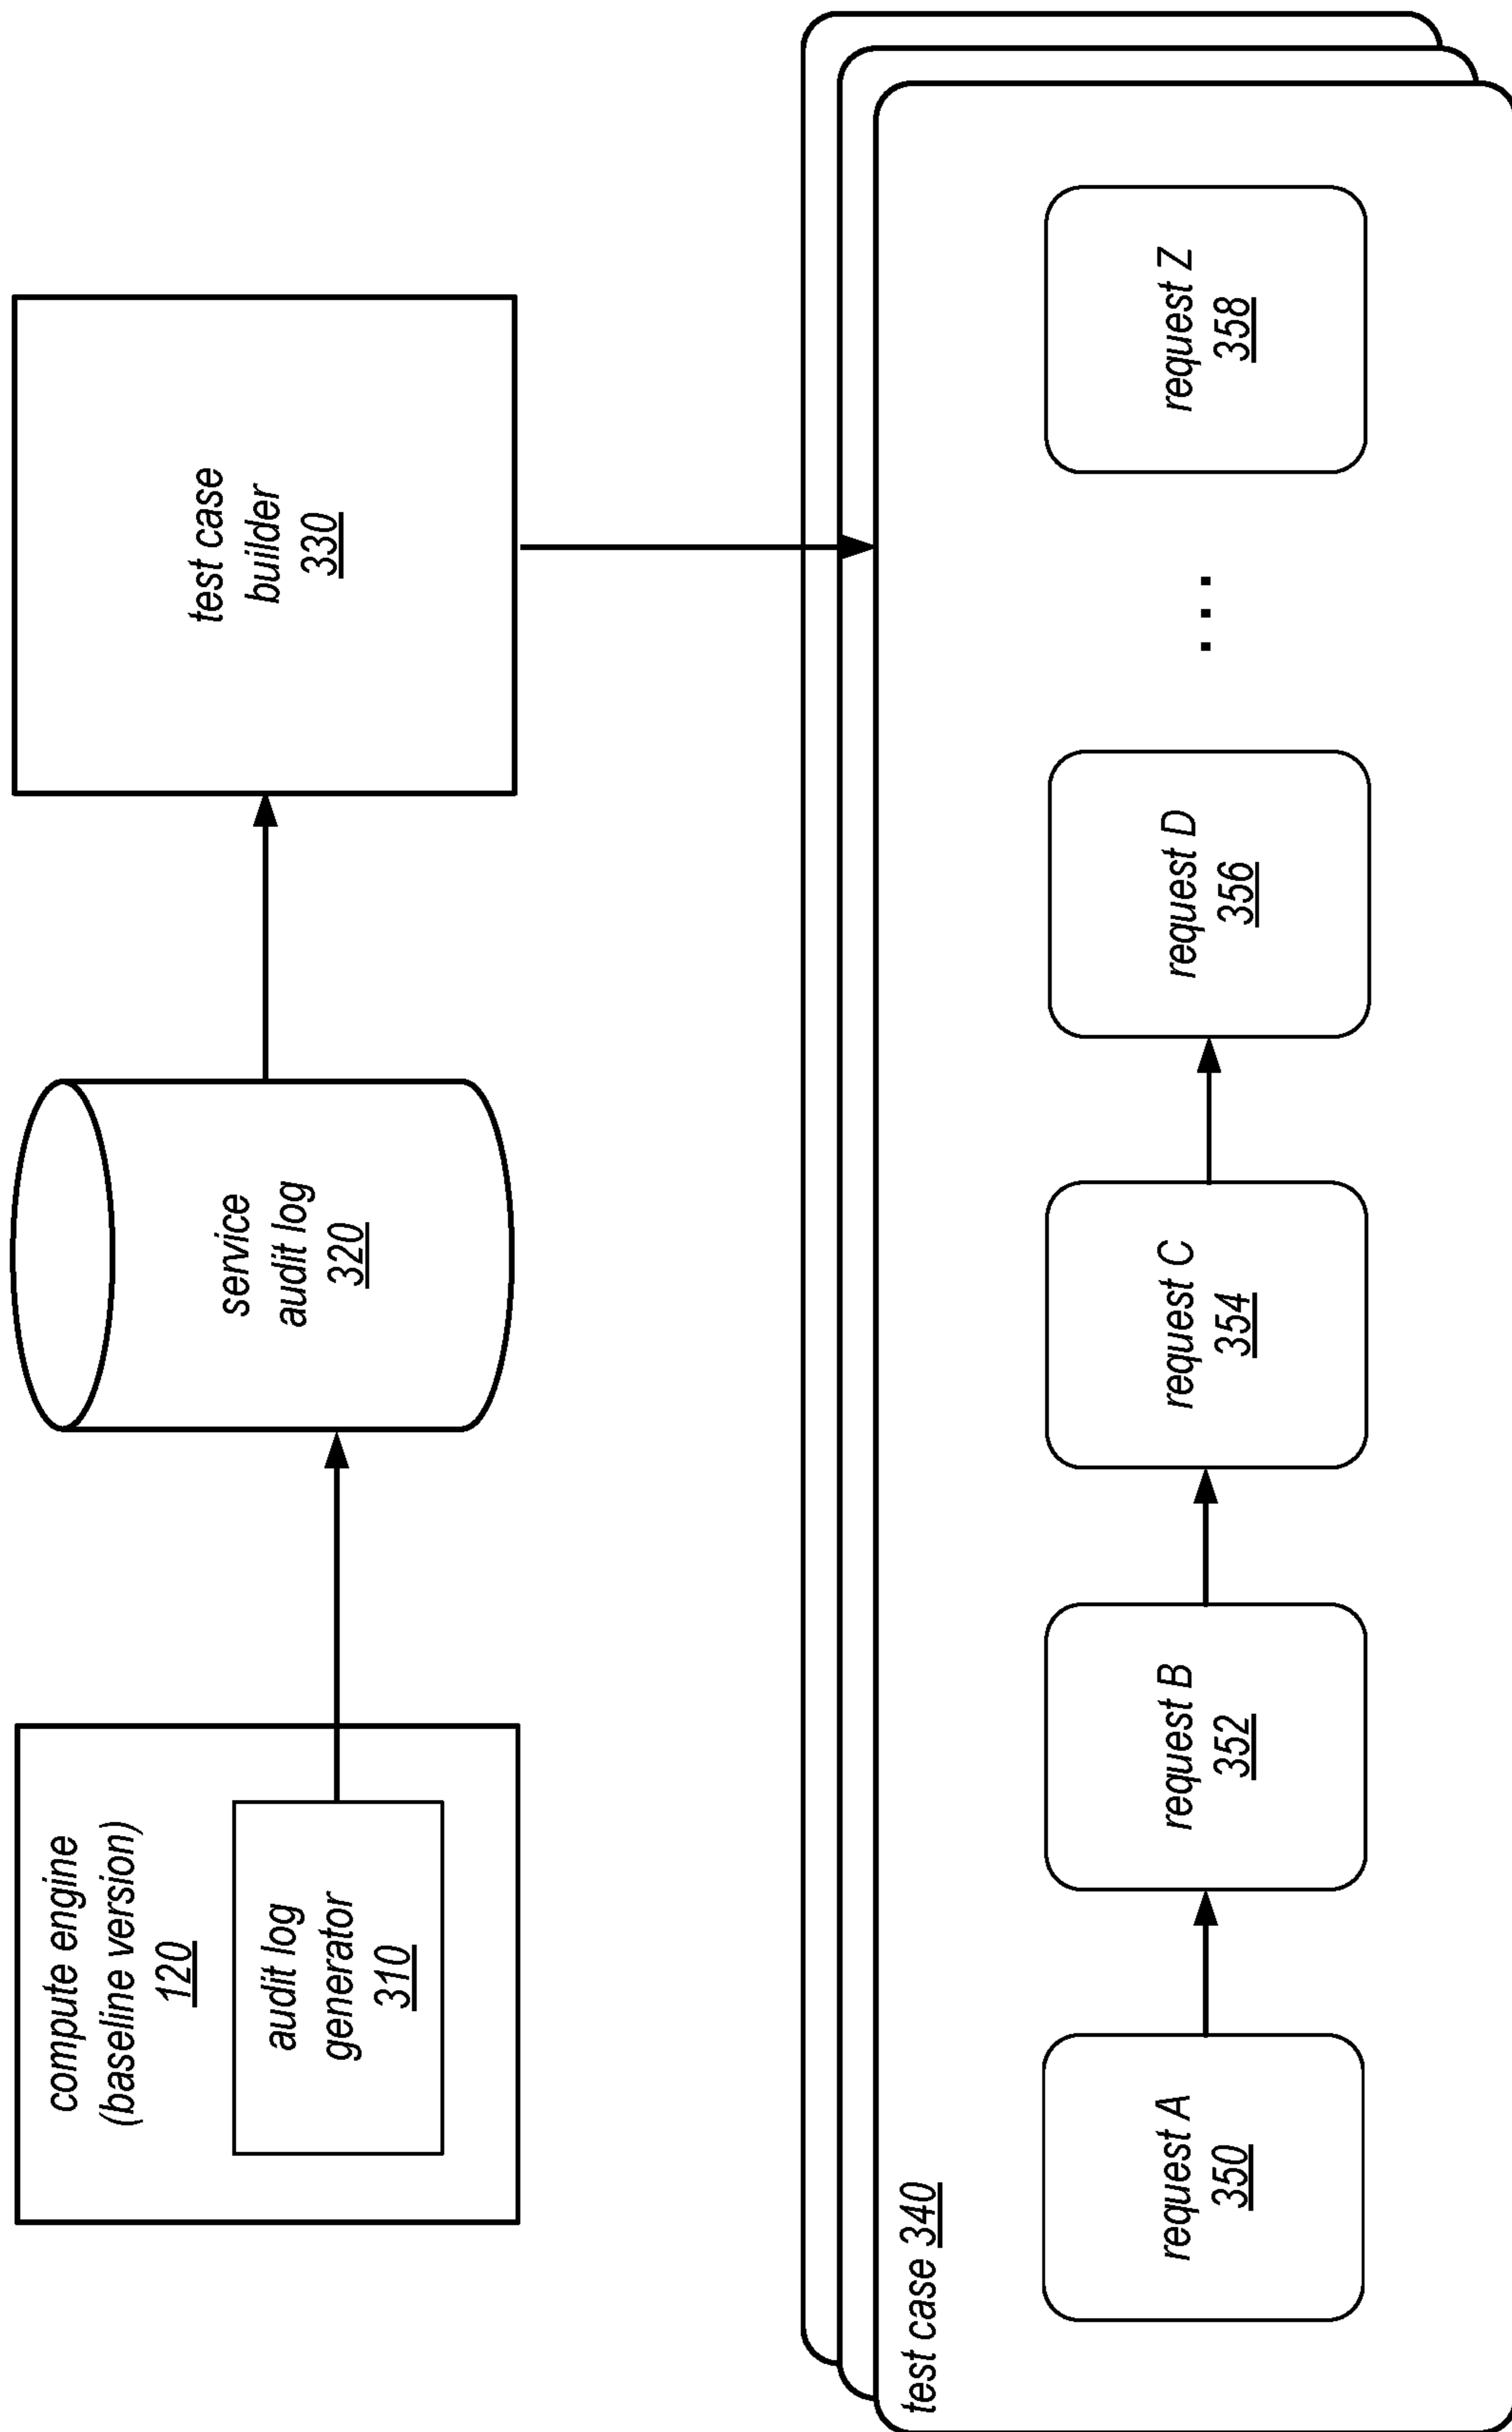 compute engine
(baseline version)
120
audit log
generator
310
service
audit log
320
test case
builder
330
test case 340
request A
350
request B
352
request C
354
request D
356
. . .
request Z
358